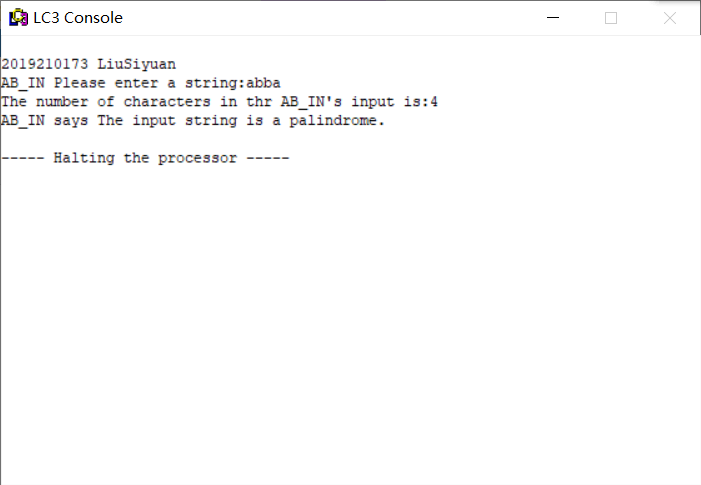 LC3 Console
2019210173 LiuSiyuan
AB_IN Please enter a string:abba
The number of characters in thr AB_IN's input is:4
AB_IN says The input string is a palindrome.
----- Halting the processor -----